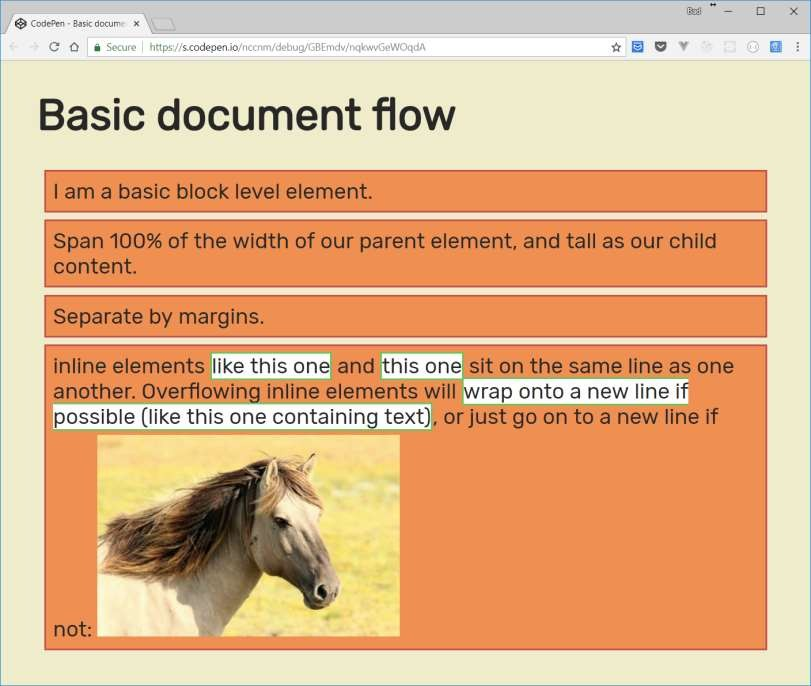 Bud
CodePen - Basic docume
Secure
https://s.codepen.io/nccnm/debug/GBEmdv/nqkwvGeWOqdA
Basic document flow
I am a basic block level element.
Span 100% of the width of our parent element, and tall as our child
content.
Separate by margins.
inline elements like this one and this one sit on the same line as one
another. Overflowing inline elements will wrap onto a new line if
possible (like this one containing text), or just go on to a new line if
not: